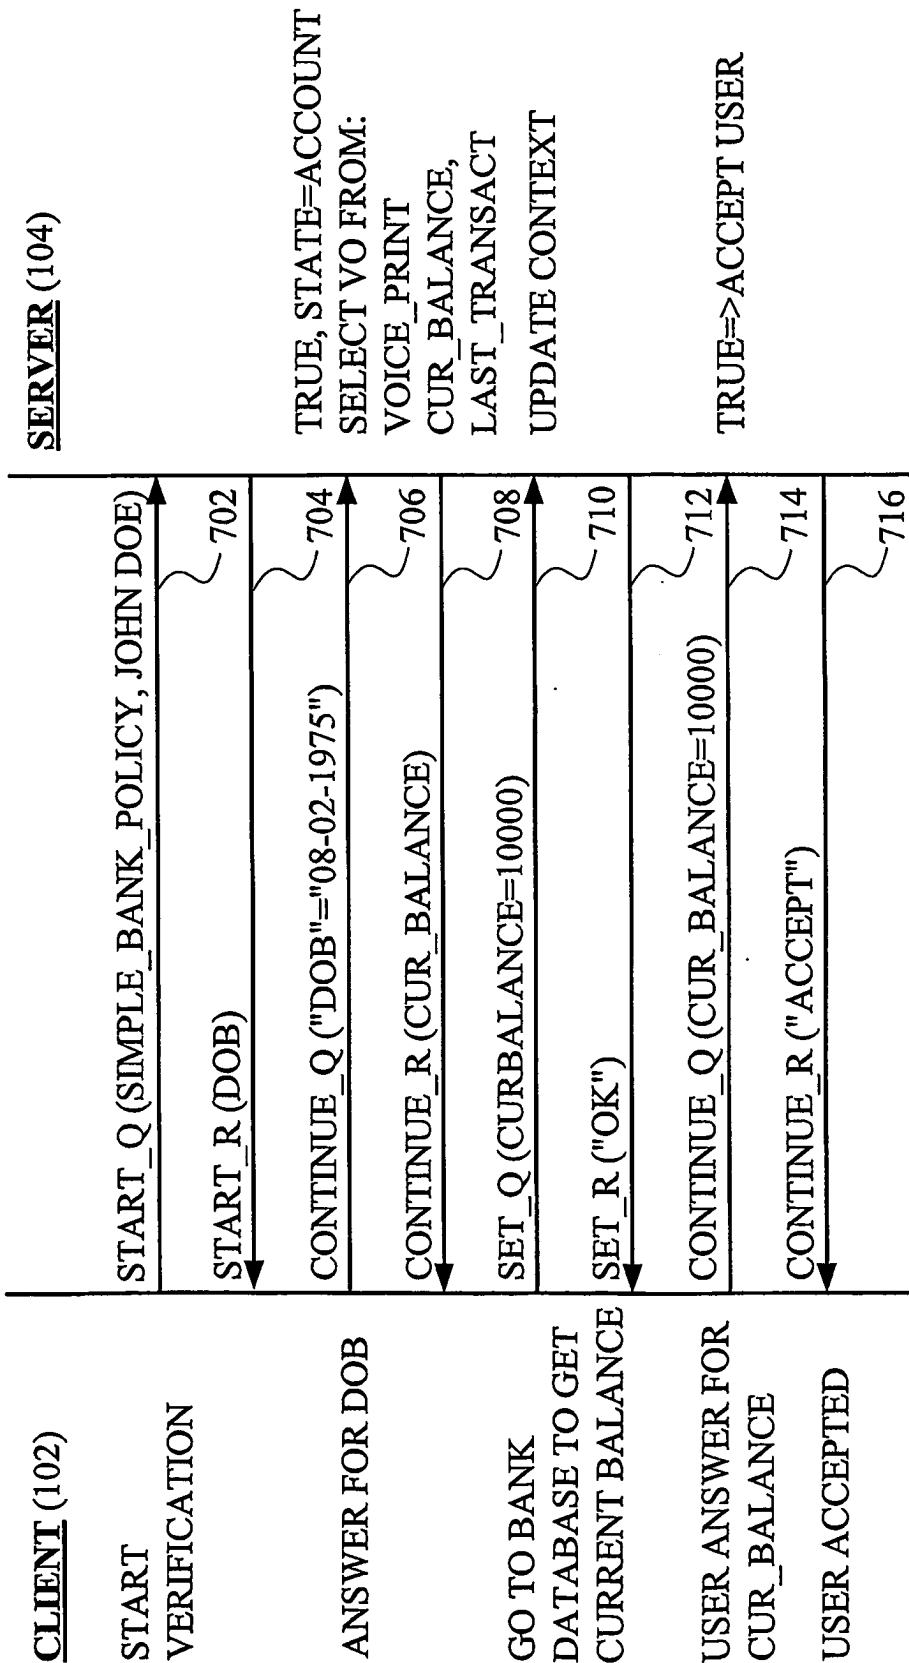 CLIENT (102)
SERVER (104)
START
VERIFICATION
START_Q (SIMPLE_BANK_POLICY, JOHN DOE)
702
START_R (DOB)
704
ANSWER FOR DOB
CONTINUE_Q ("DOB"="08-02-1975")
706
TRUE, STATE=ACCOUNT
SELECT VO FROM:
VOICE_PRINT
CUR_BALANCE,
LAST_TRANSACT
CONTINUE_R (CUR_BALANCE)
708
GO TO BANK
DATABASE TO GET
CURRENT BALANCE
SET_Q (CURBALANCE=10000)
710
UPDATE CONTEXT
SET_R ("OK")
712
USER ANSWER FOR
CUR_BALANCE
CONTINUE_Q (CUR_BALANCE=10000)
714
TRUE=>ACCEPT USER
USER ACCEPTED
CONTINUE_R ("ACCEPT")
716